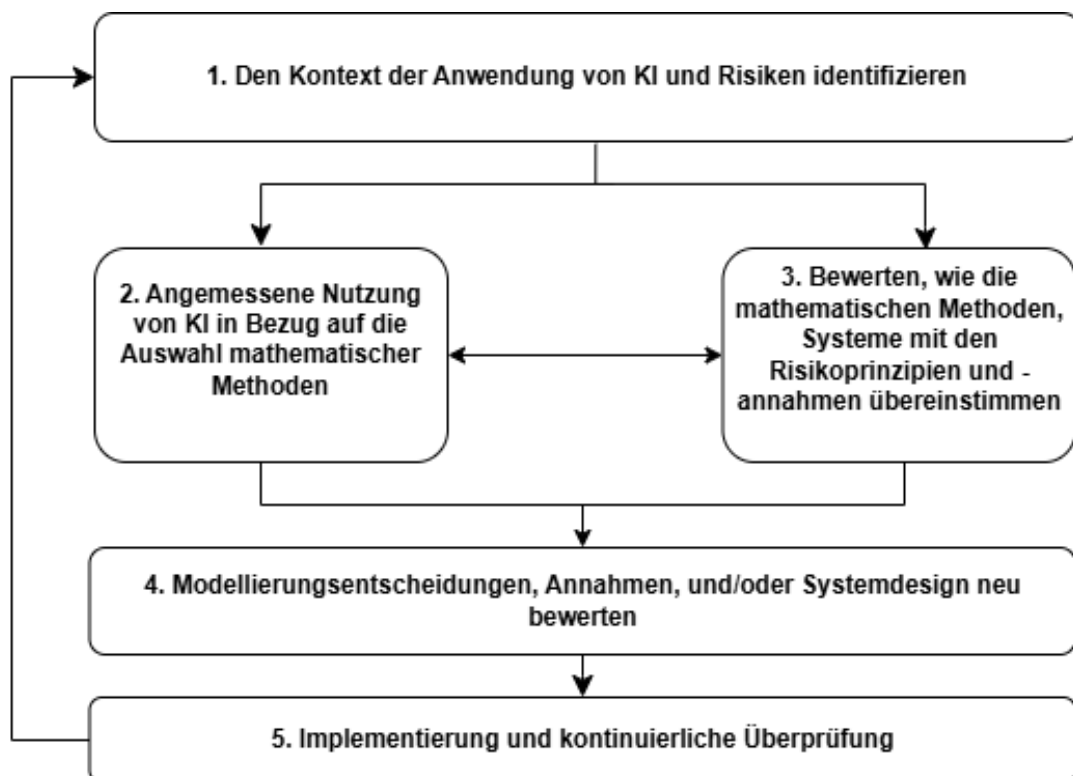 1. Den Kontext der Anwendung von KI und Risiken identifizieren
2. Angemessene Nutzung
von KI in Bezug auf die
Auswahl mathematischer
Methoden
3. Bewerten, wie die
mathematischen Methoden,
Systeme mit den
Risikoprinzipien und -
annahmen übereinstimmen
4. Modellierungsentscheidungen, Annahmen, und/oder Systemdesign neu
bewerten
5. Implementierung und kontinuierliche Überprüfung